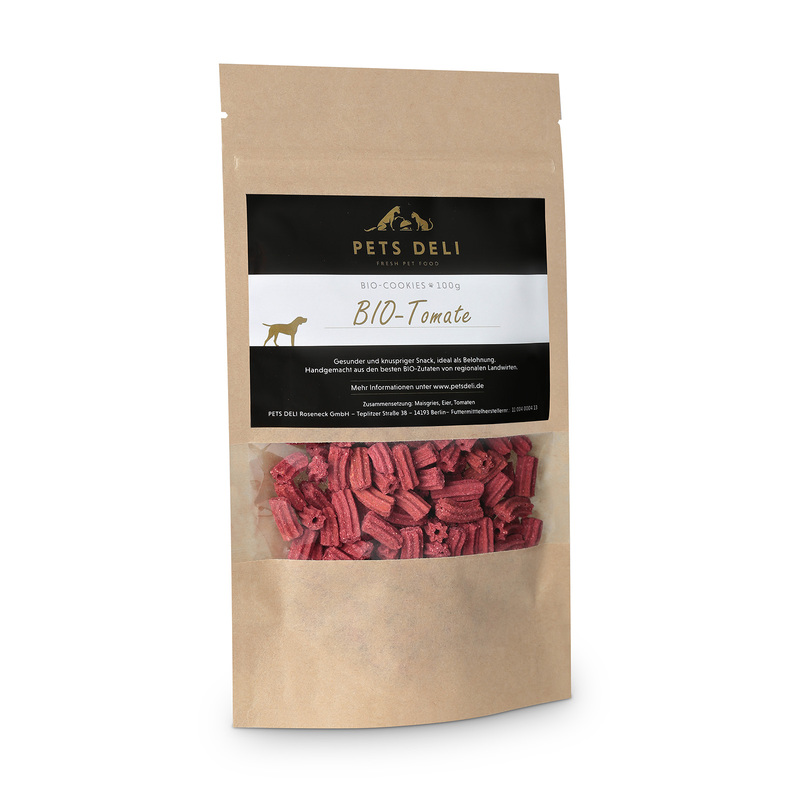 PETS DELI
FRESH PET FOOD
BIO-COOKIES 100g
BIO-Tomate
Gesunder und knuspriger Snack, ideal als Belohnung.
Handgemacht aus den besten BIO-Zutaten von regionalen Landwirten.
Mehr Informationen unter www.petsdeli.de
Zusammensetzung: Maisgries, Eier, Tomaten
PETS DELI Roseneck GmbH – Teplitzer Straße 38 – 14193 Berlin- Futtermittelherstellernr.: